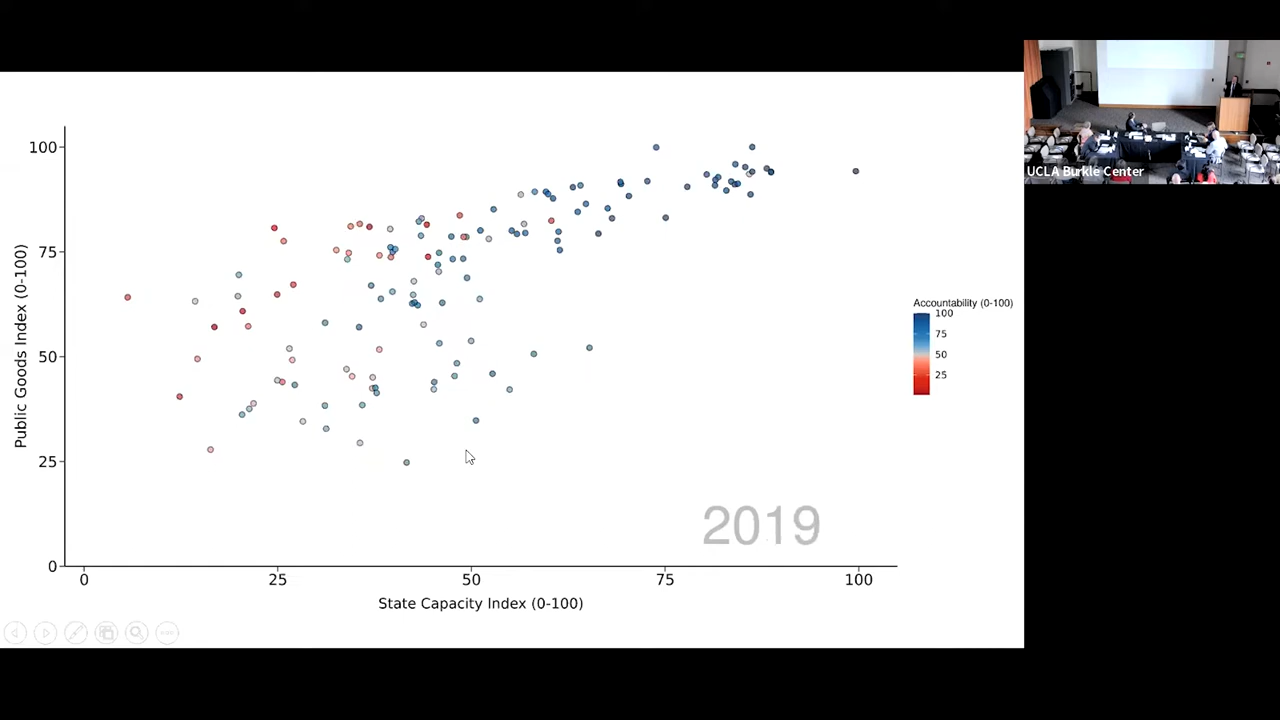 UCLA Burkle Center
Public Goods Index (0-100)
100
75
50
25
0
0 25 50 75 100
State Capacity Index (0-100)
Accountability (0-100)
100
75
50
25
2019